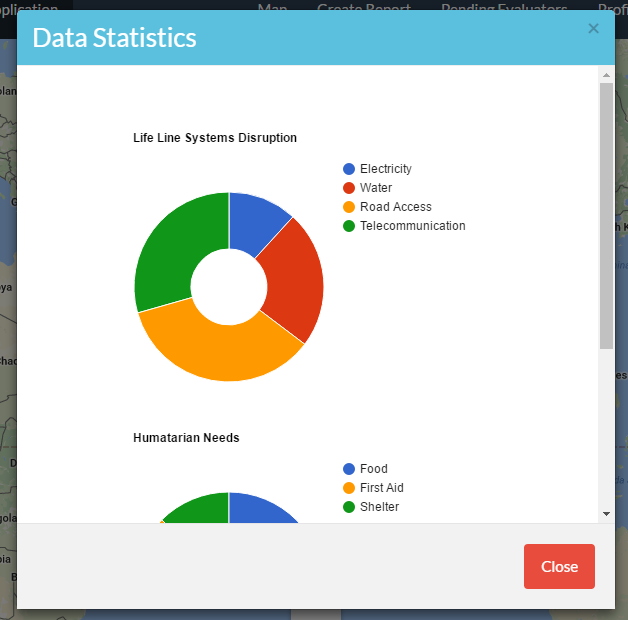 Map Create Report Pending Evaluators
Data Statistics
×
Life Line Systems Disruption
Electricity
Water
Road Access
Telecommunication
Humatarian Needs
Food
First Aid
Shelter
Close